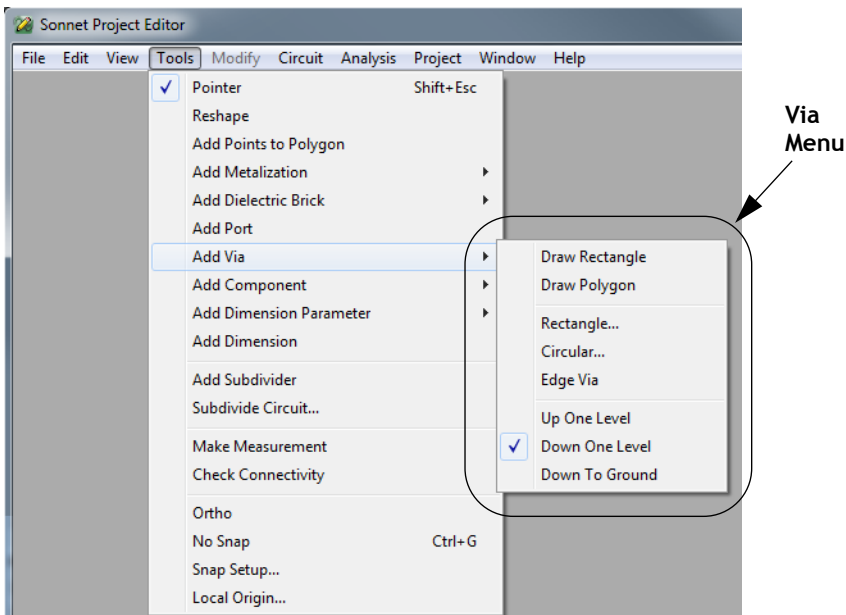 Sonnet Project Editor
File Edit View Tools Modify Circuit Analysis Project Window Help
Pointer Shift+Esc
Reshape
Add Points to Polygon
Add Metalization
Add Dielectric Brick
Add Port
Add Via
Add Component
Add Dimension Parameter
Add Dimension
Add Subdivider
Subdivide Circuit...
Make Measurement
Check Connectivity
Ortho
No Snap Ctrl+G
Snap Setup...
Local Origin...
Via
Menu
Draw Rectangle
Draw Polygon
Rectangle...
Circular...
Edge Via
Up One Level
Down One Level
Down To Ground